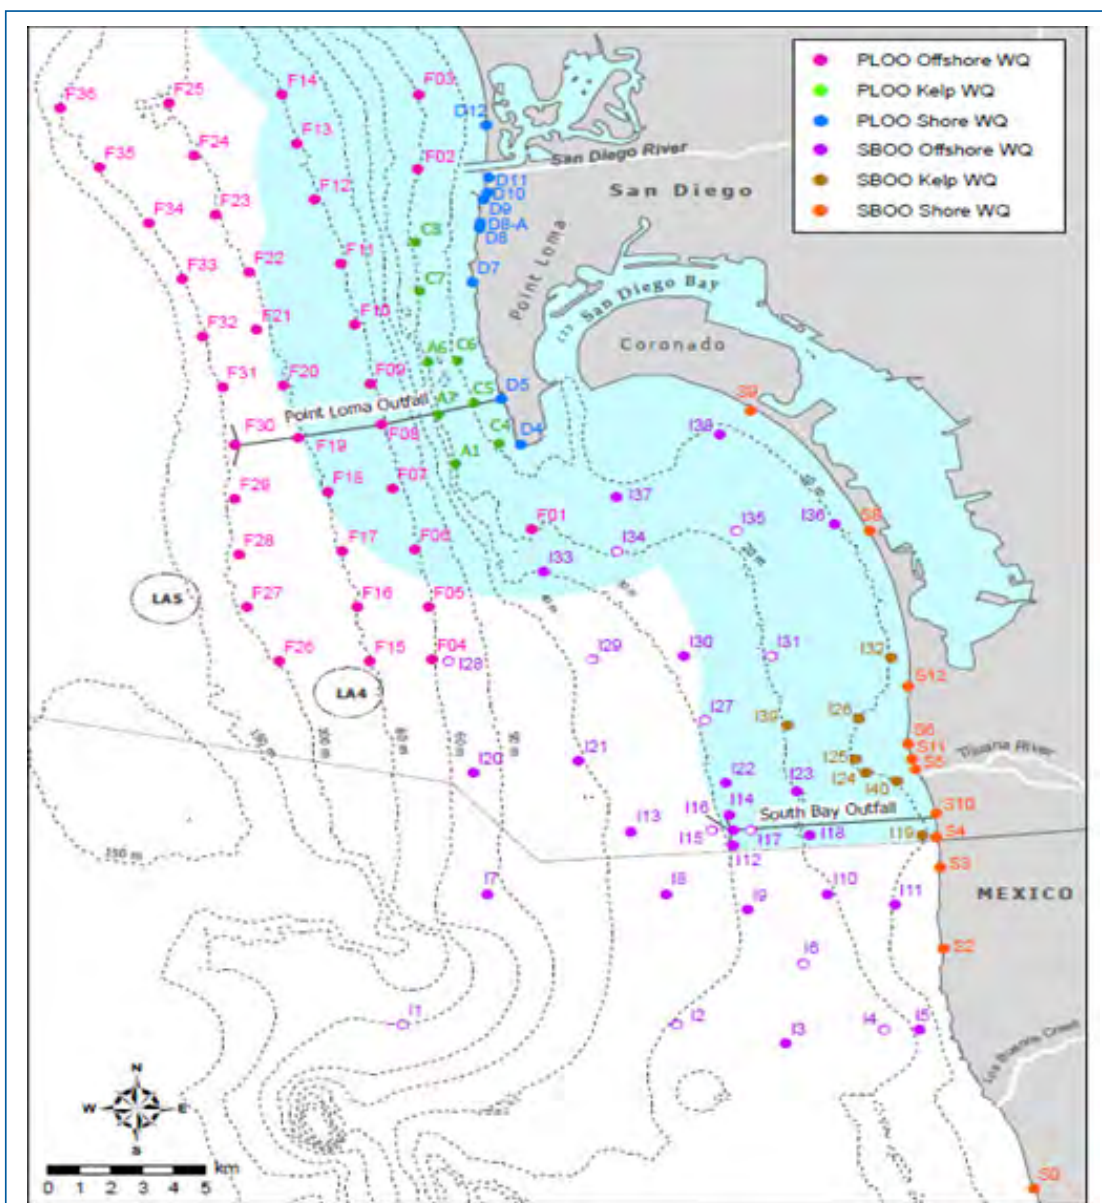 PLOO Offshore WQ
PLOO Kelp WQ
PLOO Shore WQ
SBOO Offshore WQ
SBOO Kelp WQ
SBOO Shore WQ
F36
F25
F14
F03
D12
F24
F13
F35
F02
San Diego River
D11
San Diego
D10
F12
D9
F34
F23
D8-A
D8
C8
F11
F33
F22
C7
D7
Point Loma
San Diego Bay
F10
F32
F21
Coronado
A6
C6
F31
F20
F09
D5
S9
Point Loma Outfall
A7
C5
F30
F19
F08
C4
D4
I38
A1
F29
F18
F07
I37
F01
I35
I36
S8
F28
F17
F06
I34
I33
LA5
F27
F16
F05
F26
F15
F04
I28
I29
I30
I31
I32
LA4
S12
I27
I39
I26
150 m
S6
I21
I25
S11
Tijuana River
S5
I20
I22
I23
I24
I40
South Bay Outfall
S10
I14
I16
I13
I15
I17
I18
I19
S4
150 m
I12
S3
I7
I8
I9
I10
I11
MEXICO
S2
I6
I1
I2
I3
I4
I5
N
W
E
S
km
0 1 2 3 4 5
S0